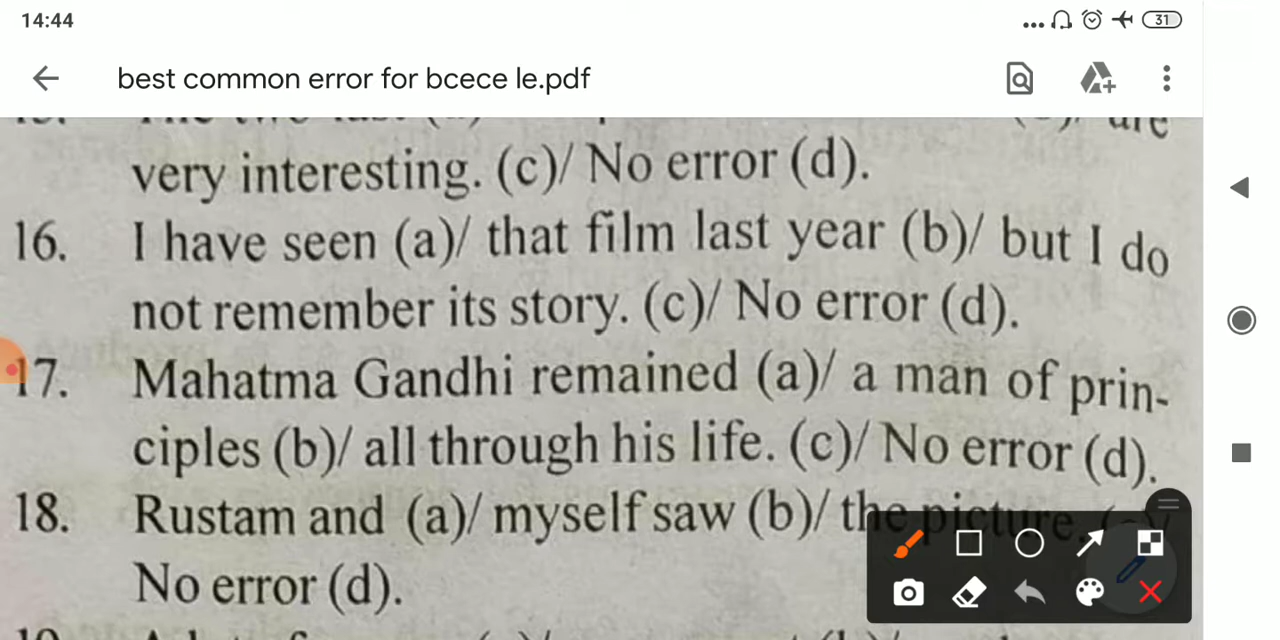 14:44
31
best common error for bcece le.pdf
are
very interesting. (c)/ No error (d).
16. I have seen (a)/ that film last year (b)/ but I do
not remember its story. (c)/ No error (d).
17. Mahatma Gandhi remained (a)/ a man of prin-
ciples (b)/ all through his life. (c)/ No error (d).
18. Rustam and (a)/ myself saw (b)/ the picture.
No error (d).